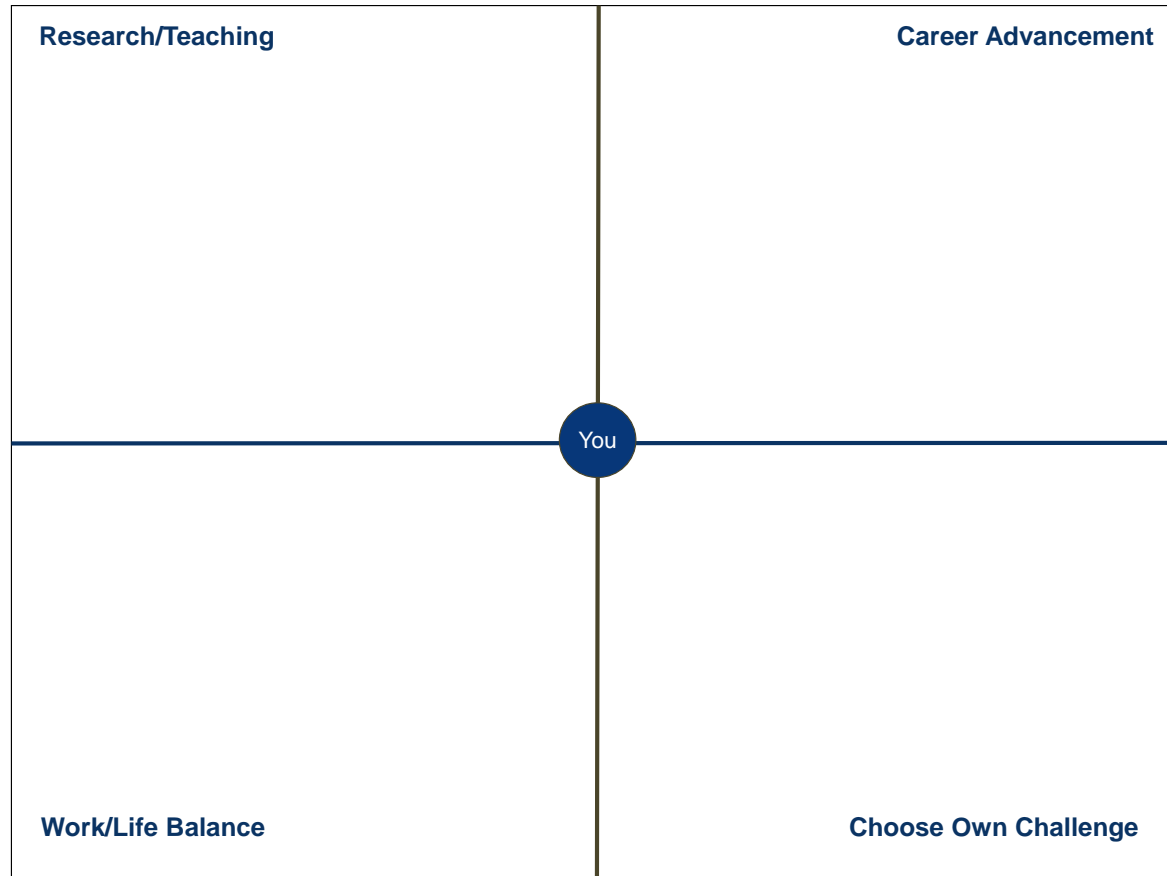 Research/Teaching
Career Advancement
You
Work/Life Balance
Choose Own Challenge